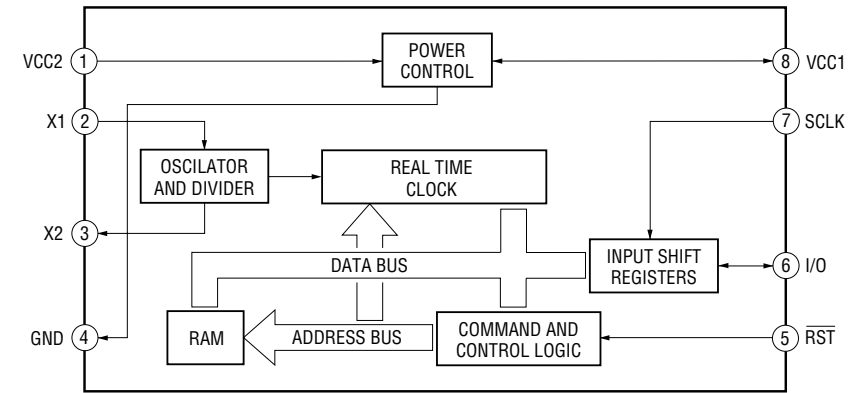 VCC2
1
POWER
CONTROL
8
VCC1
X1
2
7
SCLK
OSCILATOR
AND DIVIDER
REAL TIME
CLOCK
X2
3
DATA BUS
INPUT SHIFT
REGISTERS
6
I/O
GND
4
RAM
ADDRESS BUS
COMMAND AND
CONTROL LOGIC
5
RST